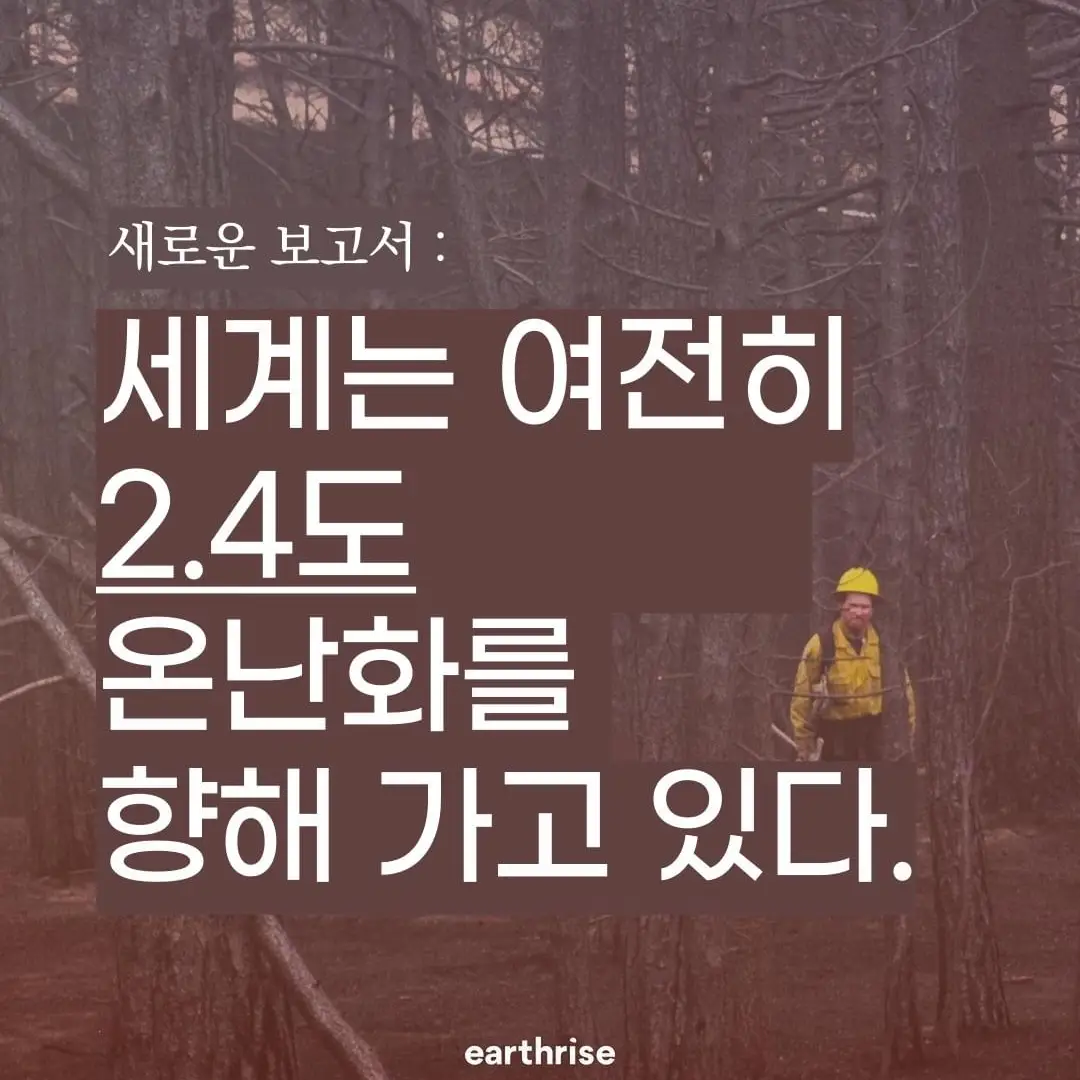 새로운 보고서 :
세계는 여전히
2.4도
온난화를
향해 가고 있다.
earthrise